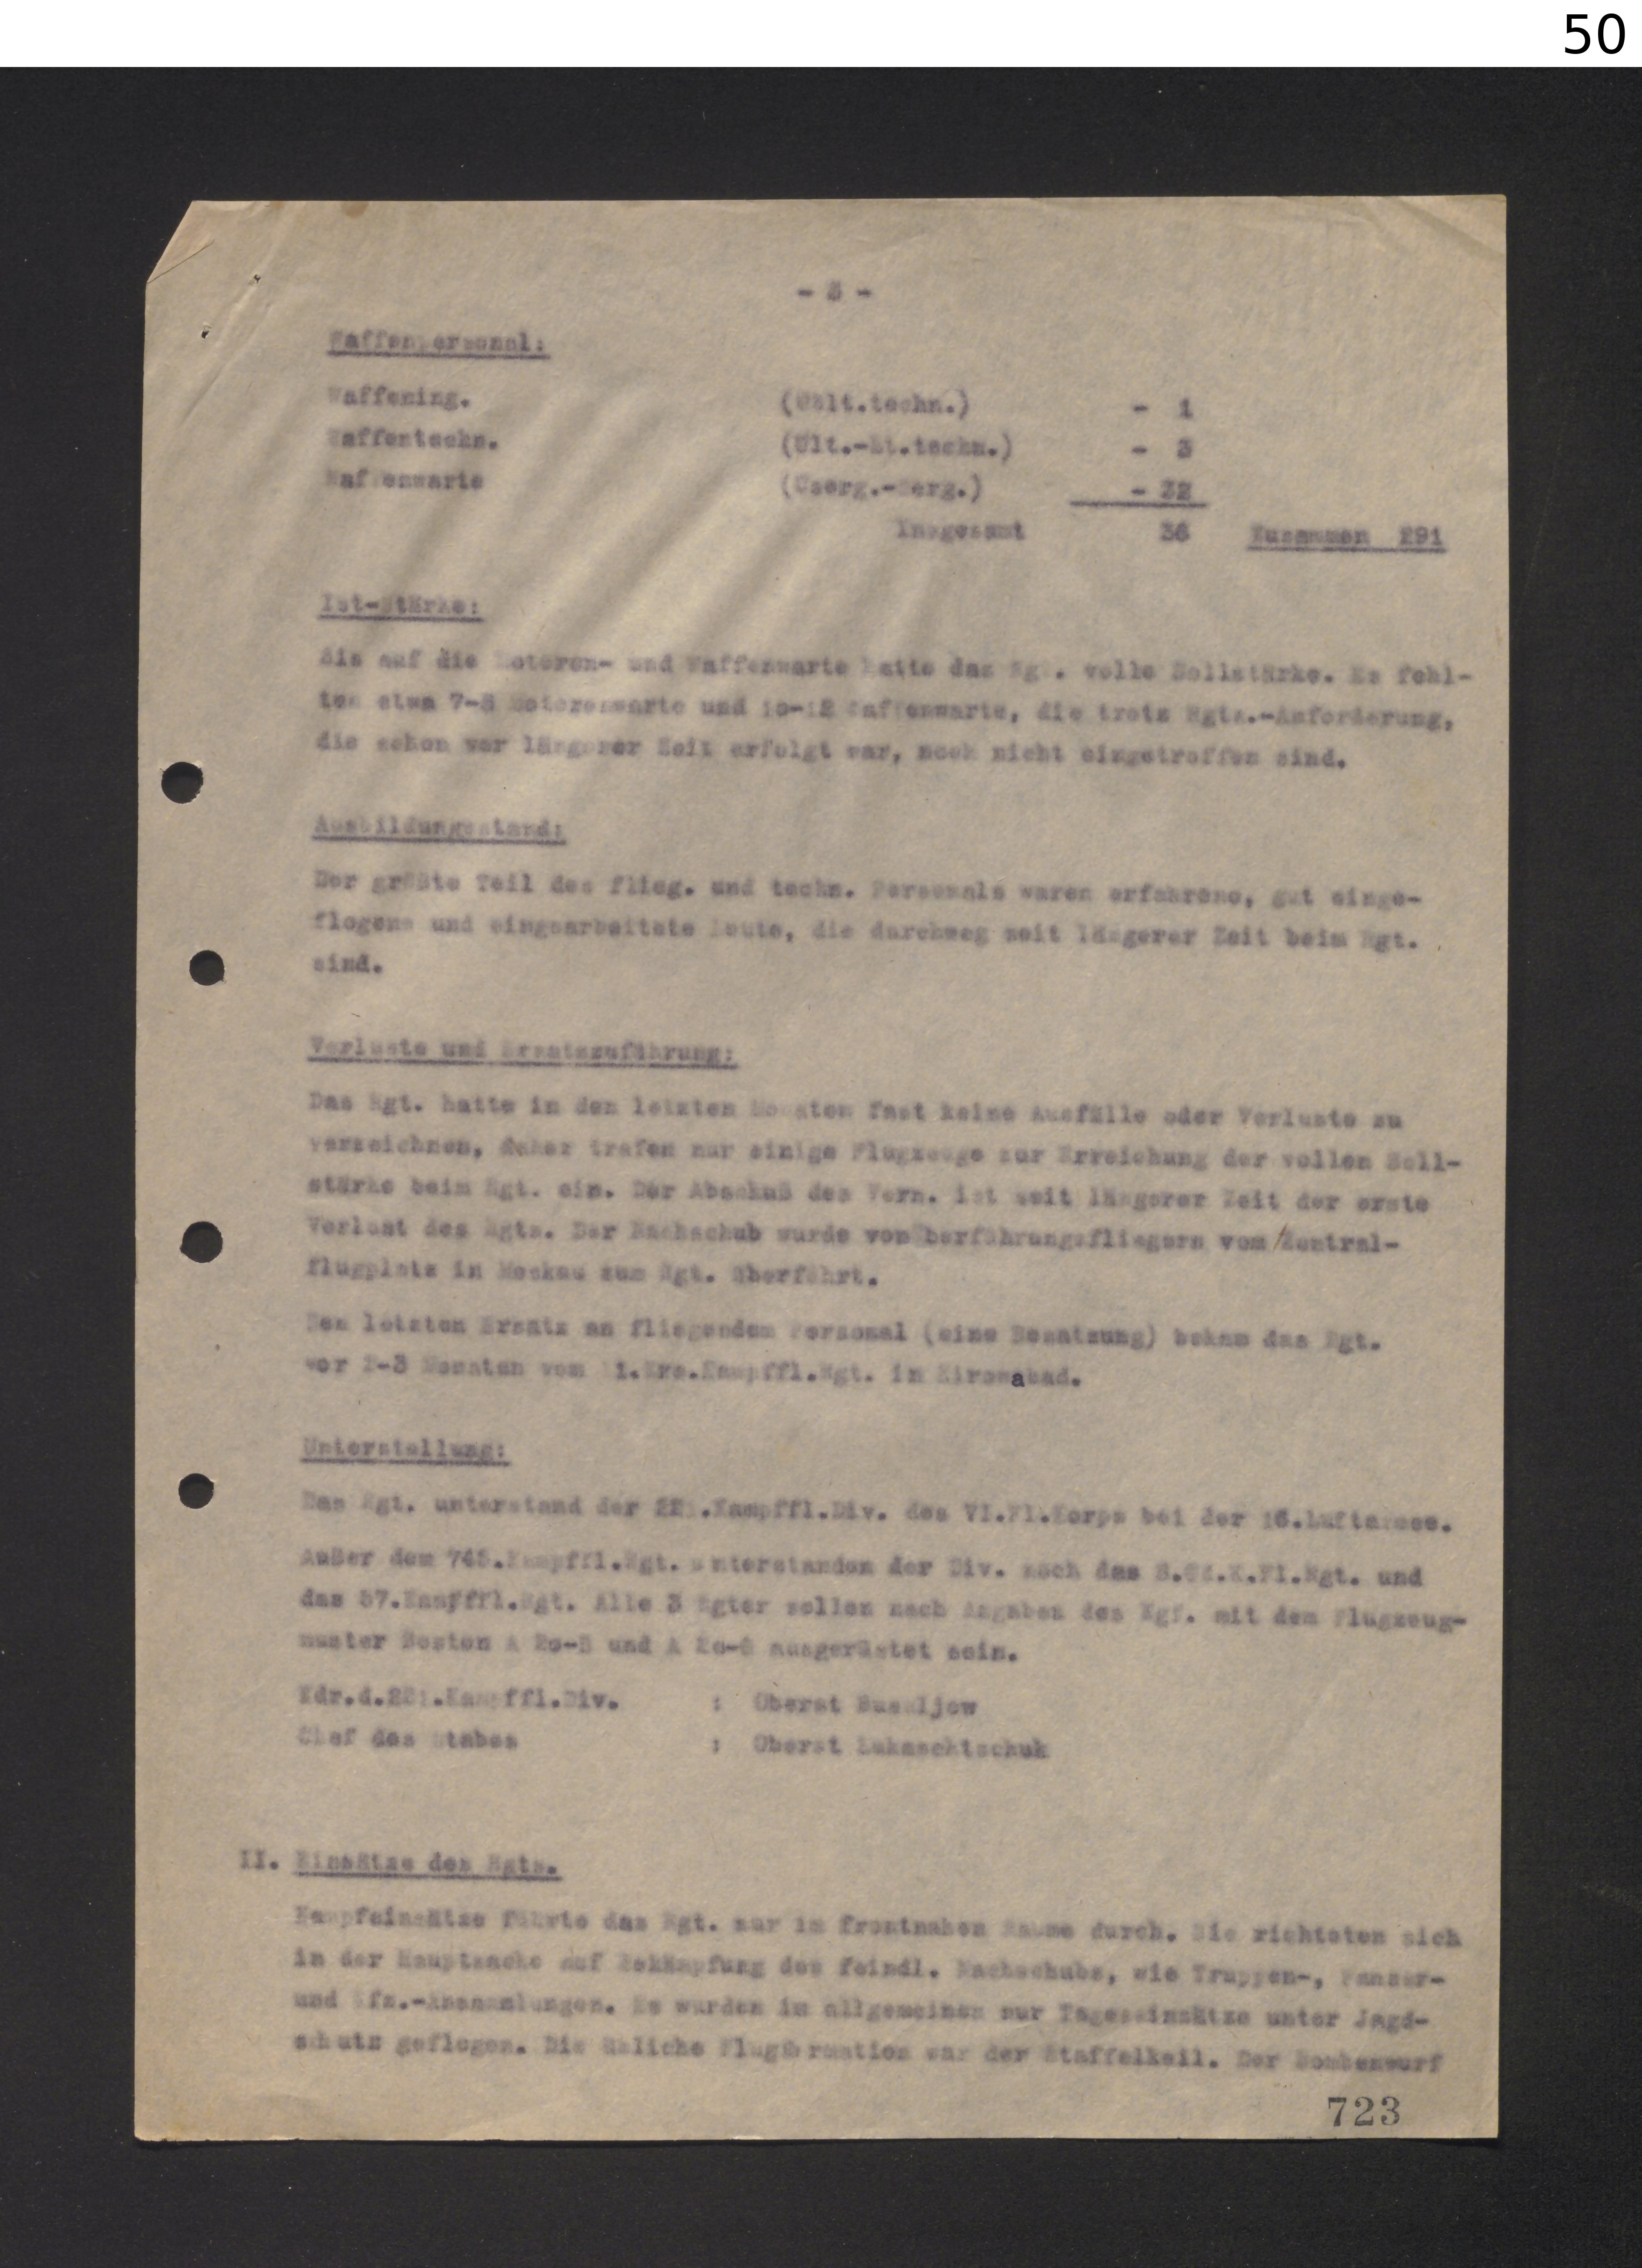 50
- 3 -
Waffenpersonal:
Waffening. (Oblt.techn.) - 1
Waffentechn. (Ult.-Lt.techn.) - 3
Waffenwarte - 32
Insgesamt 36 Zusammen 291
Ist-Stärke:
Bis auf die Motoren- und Waffenwarte hatte das Rgt. volle Sollstärke. Es fehl-
ten etwa 7-8 Motorenwarte und 10-12 Waffenwarte, die trotz Rgts.-Anforderung,
die schon vor längerer Zeit erfolgt war, noch nicht eingetroffen sind.
Ausbildungsstand:
Der größte Teil des flieg. und techn. Personals waren erfahrene, gut einge-
flogene und eingearbeitete Leute, die durchweg seit längerer Zeit beim Rgt.
sind.
Verluste und Ersatzzuführung:
Das Rgt. hatte in den letzten Monaten fast keine Ausfälle oder Verluste zu
verzeichnen, daher trafen nur einige Flugzeuge zur Erreichung der vollen Soll-
stärke beim Rgt. ein. Der Abschuß des Vern. ist seit längerer Zeit der erste
Verlust des Rgts. Der Nachschub wurde von Überführungsfliegern vom Zentral-
flugplatz in Moskau zum Rgt. überführt.
Den letzten Ersatz an fliegendem Personal (eine Besatzung) bekam das Rgt.
vor 2-3 Monaten vom in Kirowabad.
Unterstellung:
Das Rgt. unterstand der 221.Kampffl.Div. des VI.Fl.Korps bei der 16.Luftarmee.
Außer dem 745.Kampffl.Rgt. unterstanden der Div. noch das und
das 57.Kampffl.Rgt. Alle 3 Rgter sollen nach Angaben des Kgf. mit dem Flugzeug-
muster Boston A 20-B und A 20-G ausgerüstet sein.
Kdr.d.221.Kampffl.Div. : Oberst Busaljow
Chef des Stabes : Oberst
II. Einsätze des Rgts.
Kampfeinsätze führte das Rgt. nur im frontnahen Raume durch. Sie richteten sich
in der Hauptsache auf Bekämpfung des feindl. Nachschubs, wie Truppen-, Panzer-
und Kfz.-Ansammlungen. Es wurden im allgemeinen nur Tageseinsätze unter Jagd-
schutz geflogen. Die übliche Flugformation war der Staffelkeil. Der Bombenwurf
723